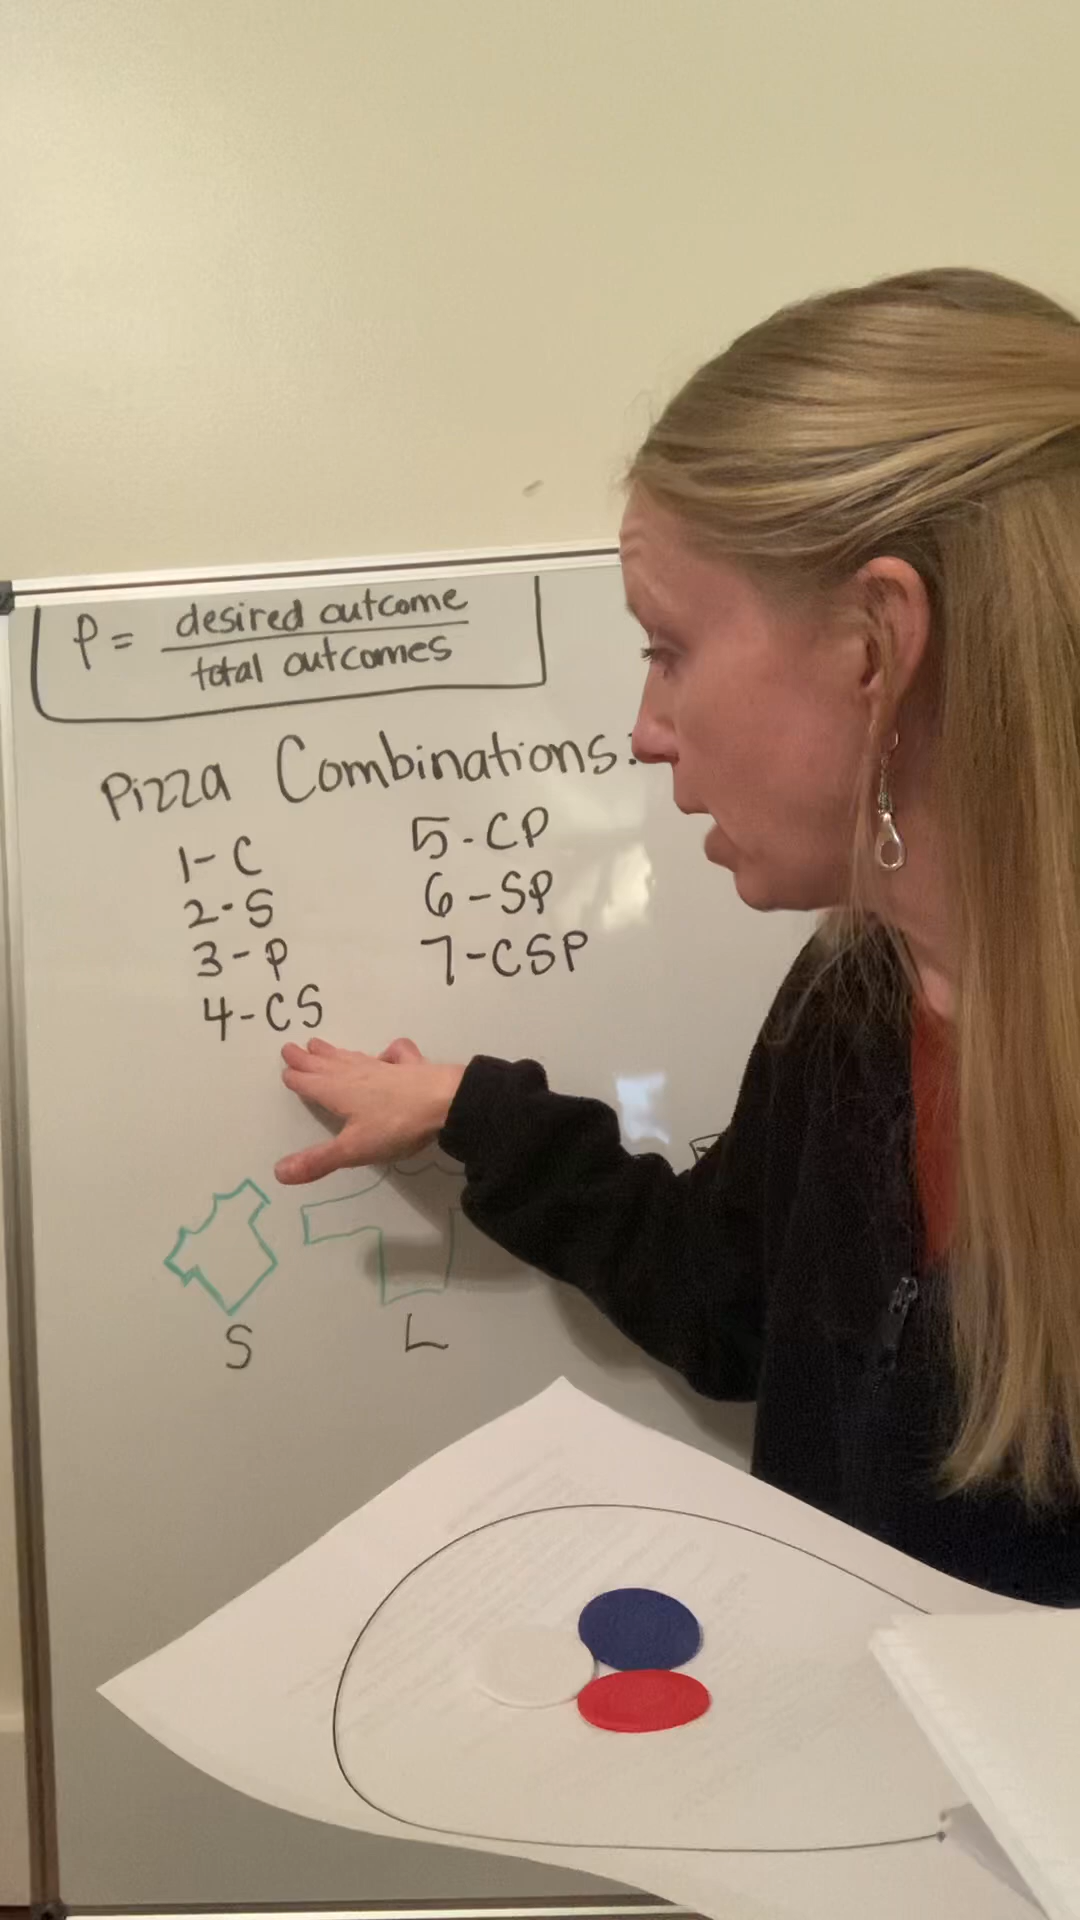 P = desired outcome
total outcomes
Pizza Combinations:
1- C
2- S
3- P
4- CS
5- CP
6- SP
7- CSP
S
L